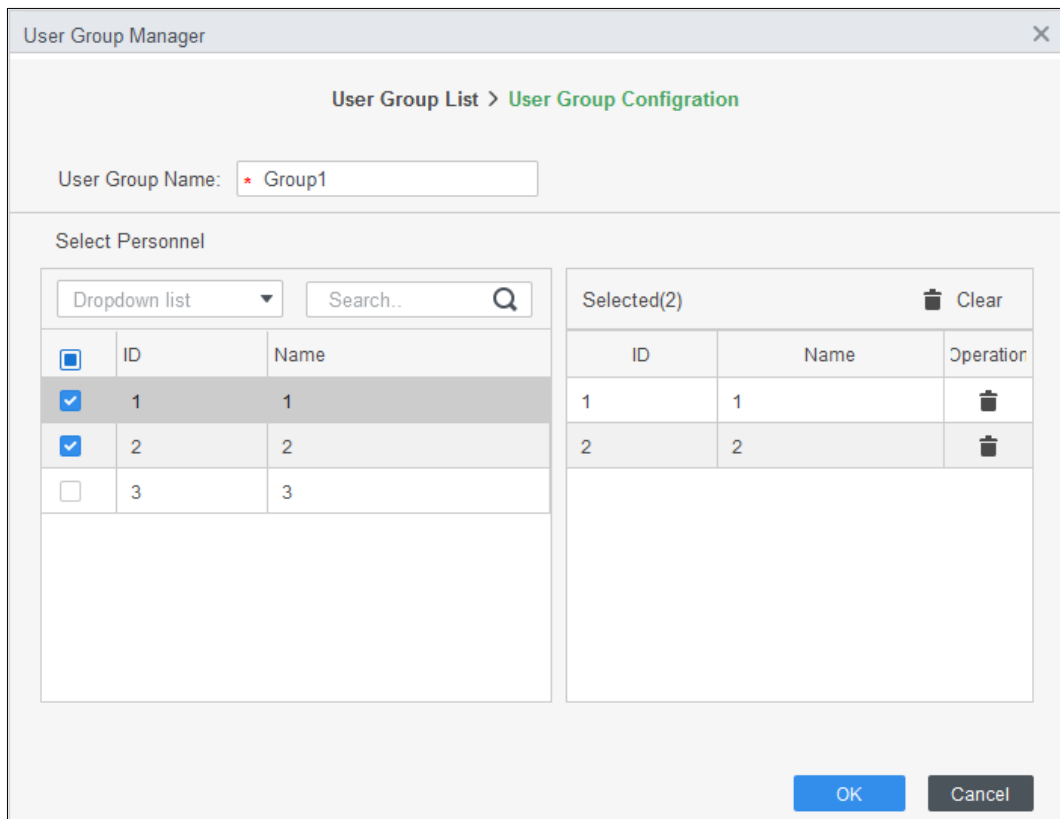 User Group Manager
User Group List > User Group Configration
User Group Name: * Group1
Select Personnel
Dropdown list Search.. Selected(2) Clear
ID Name ID Name Operation
1 1 1 1
2 2 2 2
3 3
OK Cancel